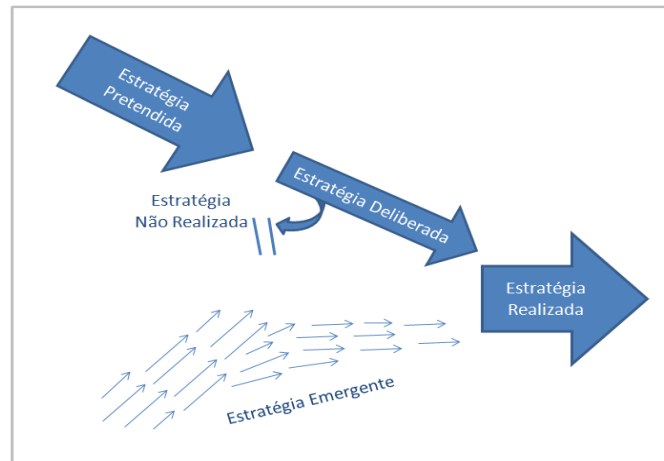 Estratégia
Pretendida
Estratégia
Não Realizada
Estratégia Deliberada
Estratégia
Realizada
Estratégia Emergente